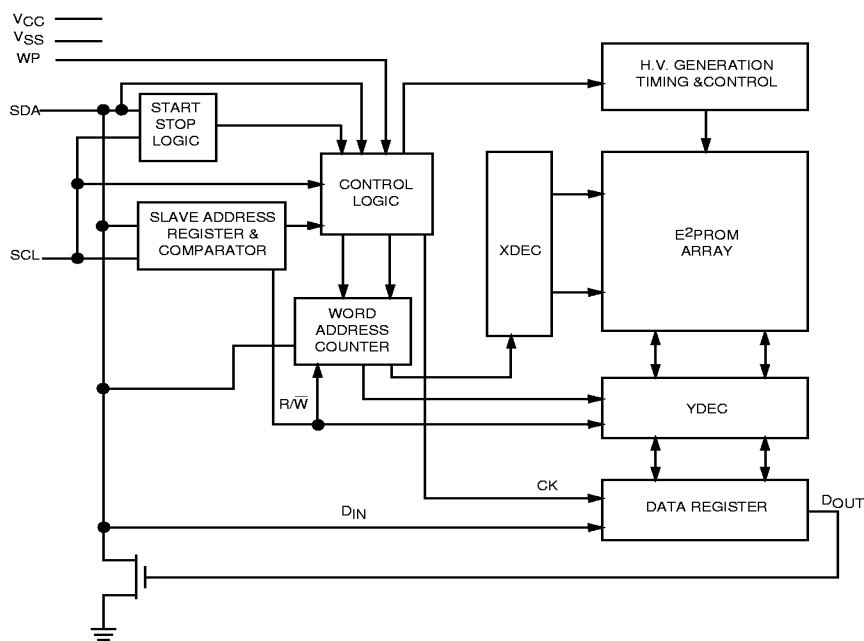 VCC
VSS
WP
SDA
SCL
START
STOP
LOGIC
SLAVE ADDRESS
REGISTER &
COMPARATOR
CONTROL
LOGIC
WORD
ADDRESS
COUNTER
R/W̅
H.V. GENERATION
TIMING &CONTROL
XDEC
E²PROM
ARRAY
YDEC
CK
DIN
DATA REGISTER
DOUT